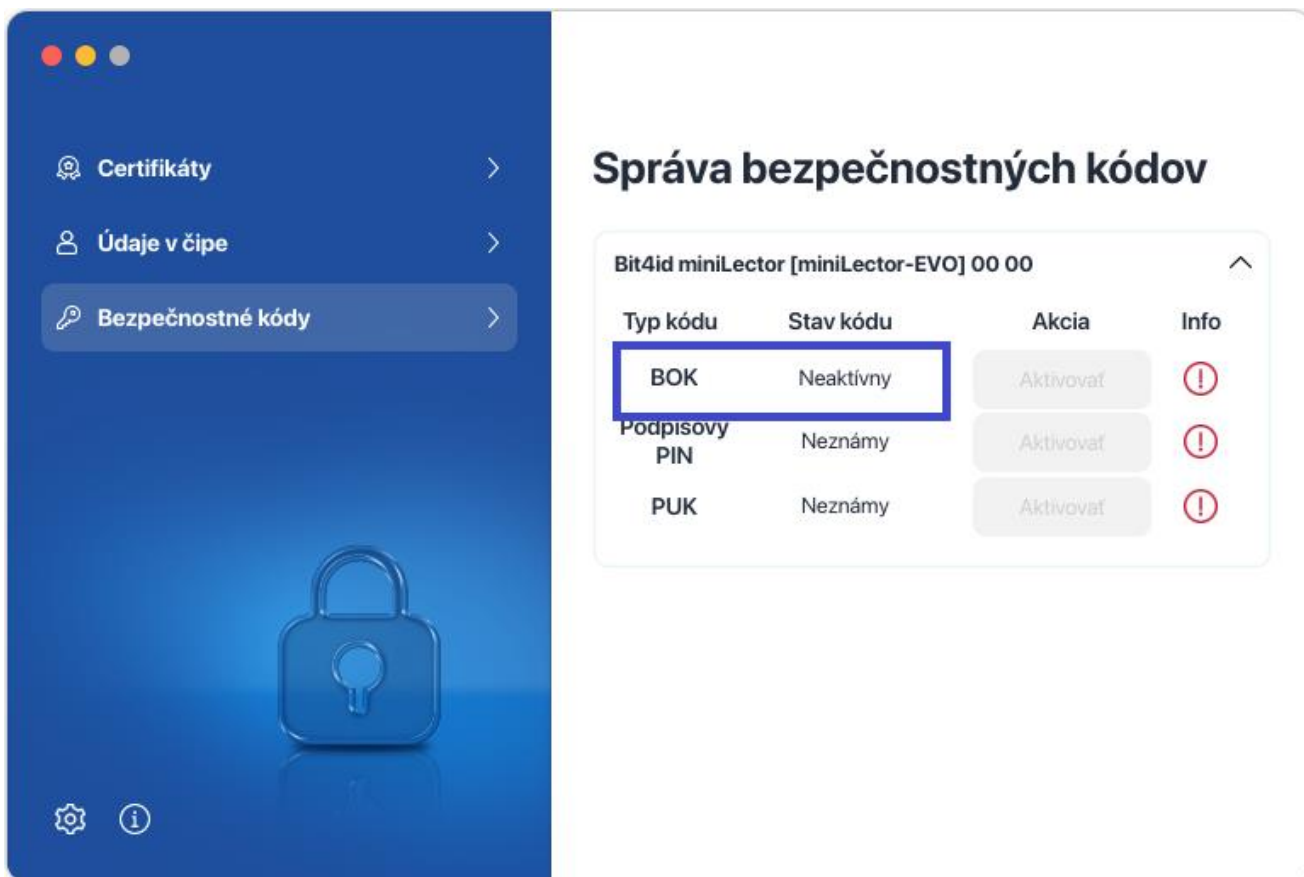 Certifikáty
Údaje v čipe
Bezpečnostné kódy
Správa bezpečnostných kódov
Bit4id miniLector [miniLector-EVO] 00 00
Typ kódu Stav kódu Akcia Info
BOK Neaktívny Aktivovať
Podpisový
PIN Neznámy Aktivovať
PUK Neznámy Aktivovať